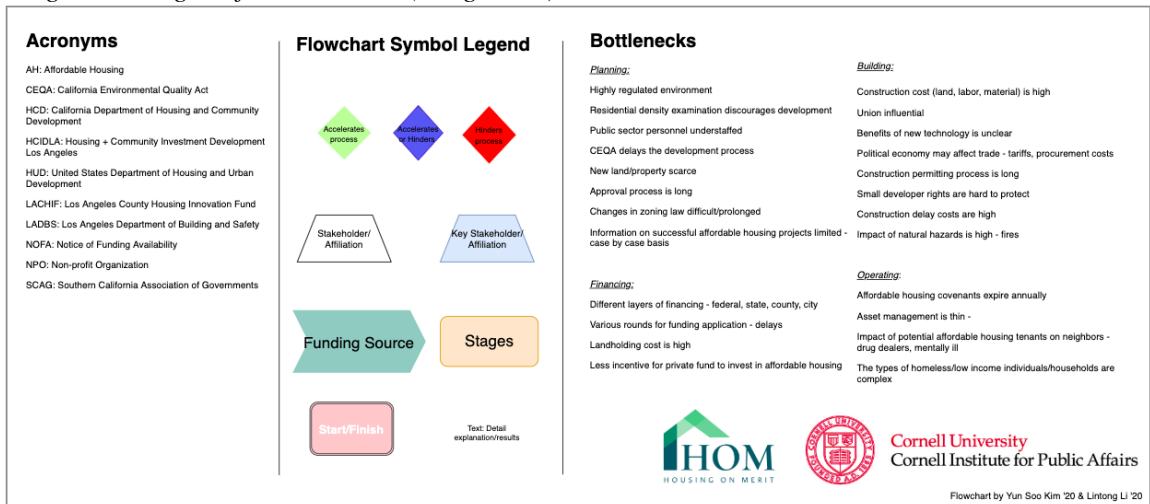 Acronyms
AH: Affordable Housing
CEQA: California Environmental Quality Act
HCD: California Department of Housing and Community
Development
HCIDLA: Housing + Community Investment Development
Los Angeles
HUD: United States Department of Housing and Urban
Development
LACHIF: Los Angeles County Housing Innovation Fund
LADBS: Los Angeles Department of Building and Safety
NOFA: Notice of Funding Availability
NPO: Non-profit Organization
SCAG: Southern California Association of Governments
Flowchart Symbol Legend
Accelerates
process
Accelerates
or Hinders
Hinders
process
Stakeholder/
Affiliation
Key Stakeholder/
Affiliation
Funding Source
Stages
Start/Finish
Text: Detail
explanation/results
Bottlenecks
Planning:
Highly regulated environment
Residential density examination discourages development
Public sector personnel understaffed
CEQA delays the development process
New land/property scarce
Approval process is long
Changes in zoning law difficult/prolonged
Information on successful affordable housing projects limited -
case by case basis
Financing:
Different layers of financing - federal, state, county, city
Various rounds for funding application - delays
Landholding cost is high
Less incentive for private fund to invest in affordable housing
Building:
Construction cost (land, labor, material) is high
Union influential
Benefits of new technology is unclear
Political economy may affect trade - tariffs, procurement costs
Construction permitting process is long
Small developer rights are hard to protect
Construction delay costs are high
Impact of natural hazards is high - fires
Operating:
Affordable housing covenants expire annually
Asset management is thin -
Impact of potential affordable housing tenants on neighbors -
drug dealers, mentally ill
The types of homeless/low income individuals/households are
complex
HOM
HOUSING ON MERIT
CORNELL UNIVERSITY
FOUNDED A.D. 1865
Cornell University
Cornell Institute for Public Affairs
Flowchart by Yun Soo Kim '20 & Lintong Li '20